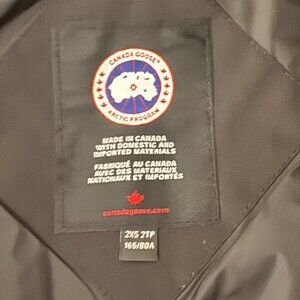 CANADA GOOSE®
ARCTIC PROGRAM
MADE IN CANADA
WITH DOMESTIC AND
IMPORTED MATERIALS
FABRIQUÉ AU CANADA
AVEC DES MATERIAUX
NATIONAUX ET IMPORTÉS
canadagoose.com
2XS 2TP
165/80A